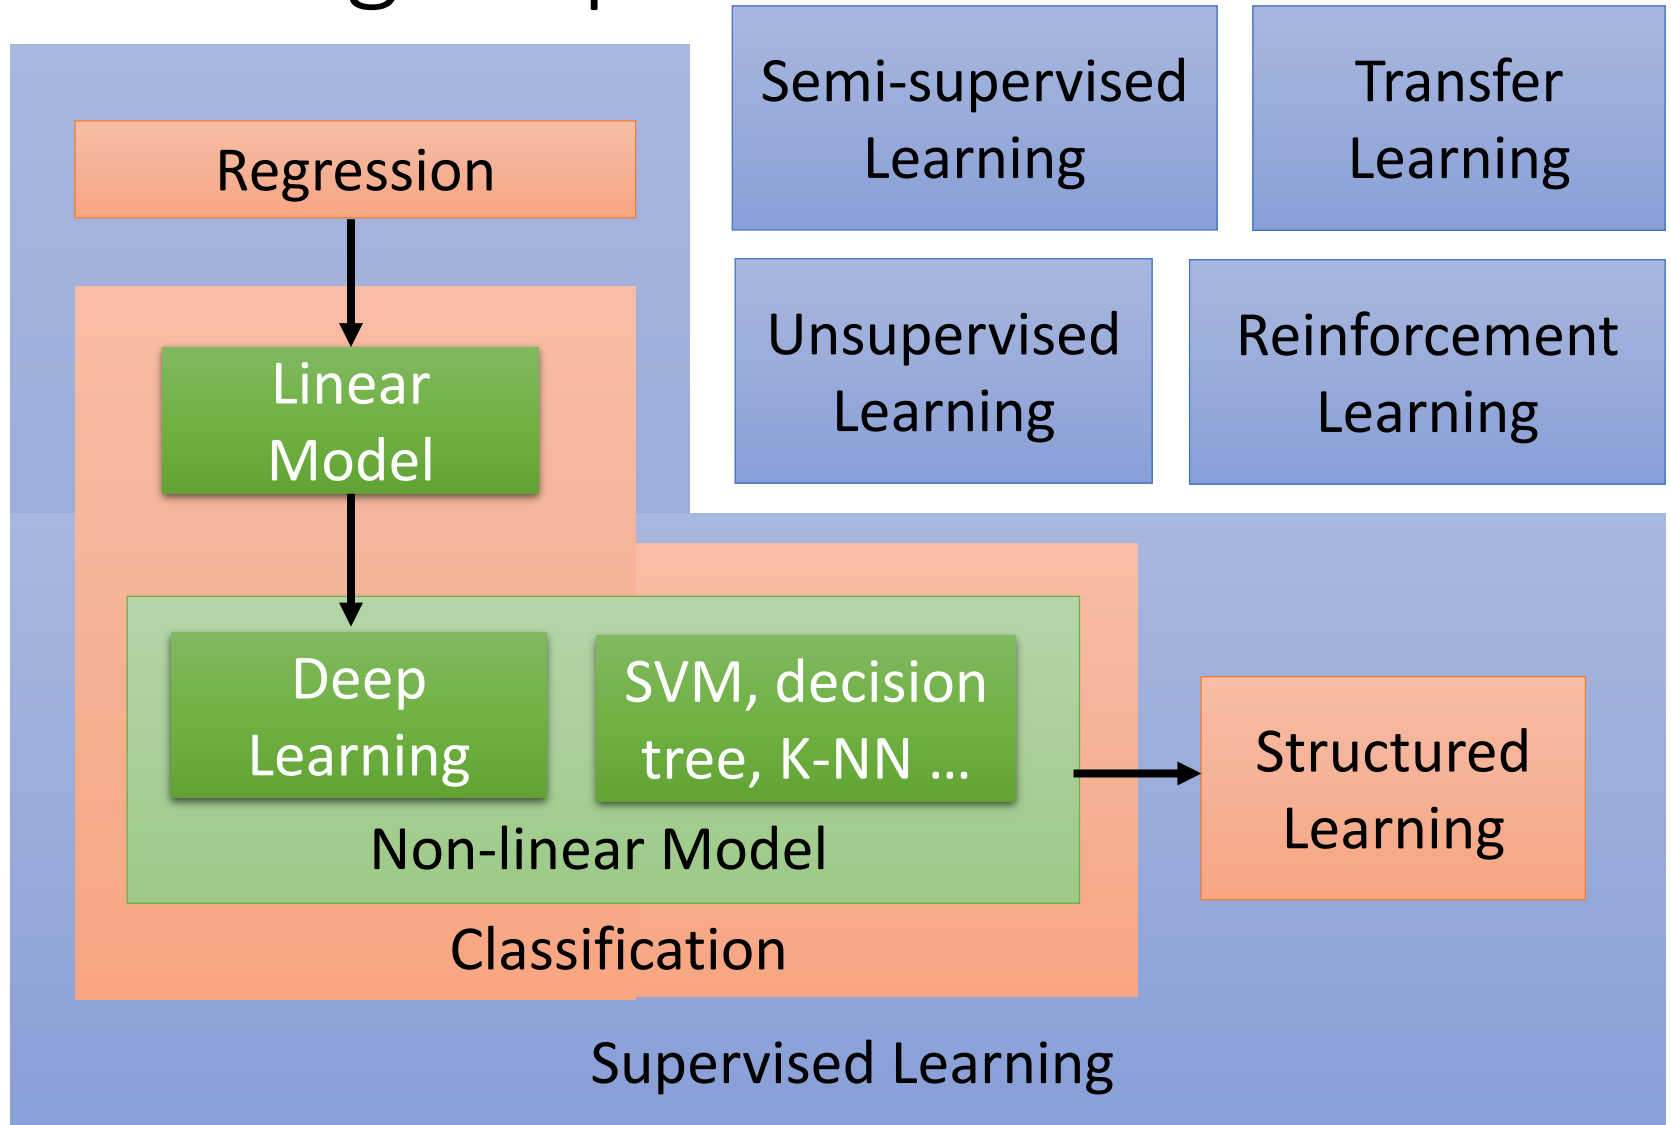 Semi-supervised
Learning
Transfer
Learning
Regression
Unsupervised
Learning
Reinforcement
Learning
Linear
Model
Deep
Learning
SVM, decision
tree, K-NN ...
Non-linear Model
Structured
Learning
Classification
Supervised Learning